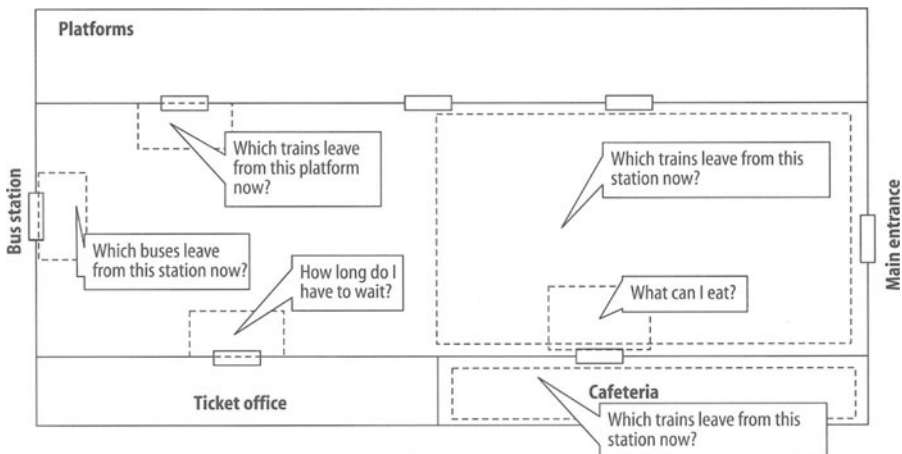 Platforms
Which trains leave
from this platform
now?
Which trains leave from this
station now?
Bus station
Main entrance
Which buses leave
from this station now?
How long do I
have to wait?
What can I eat?
Ticket office
Cafeteria
Which trains leave from this
station now?